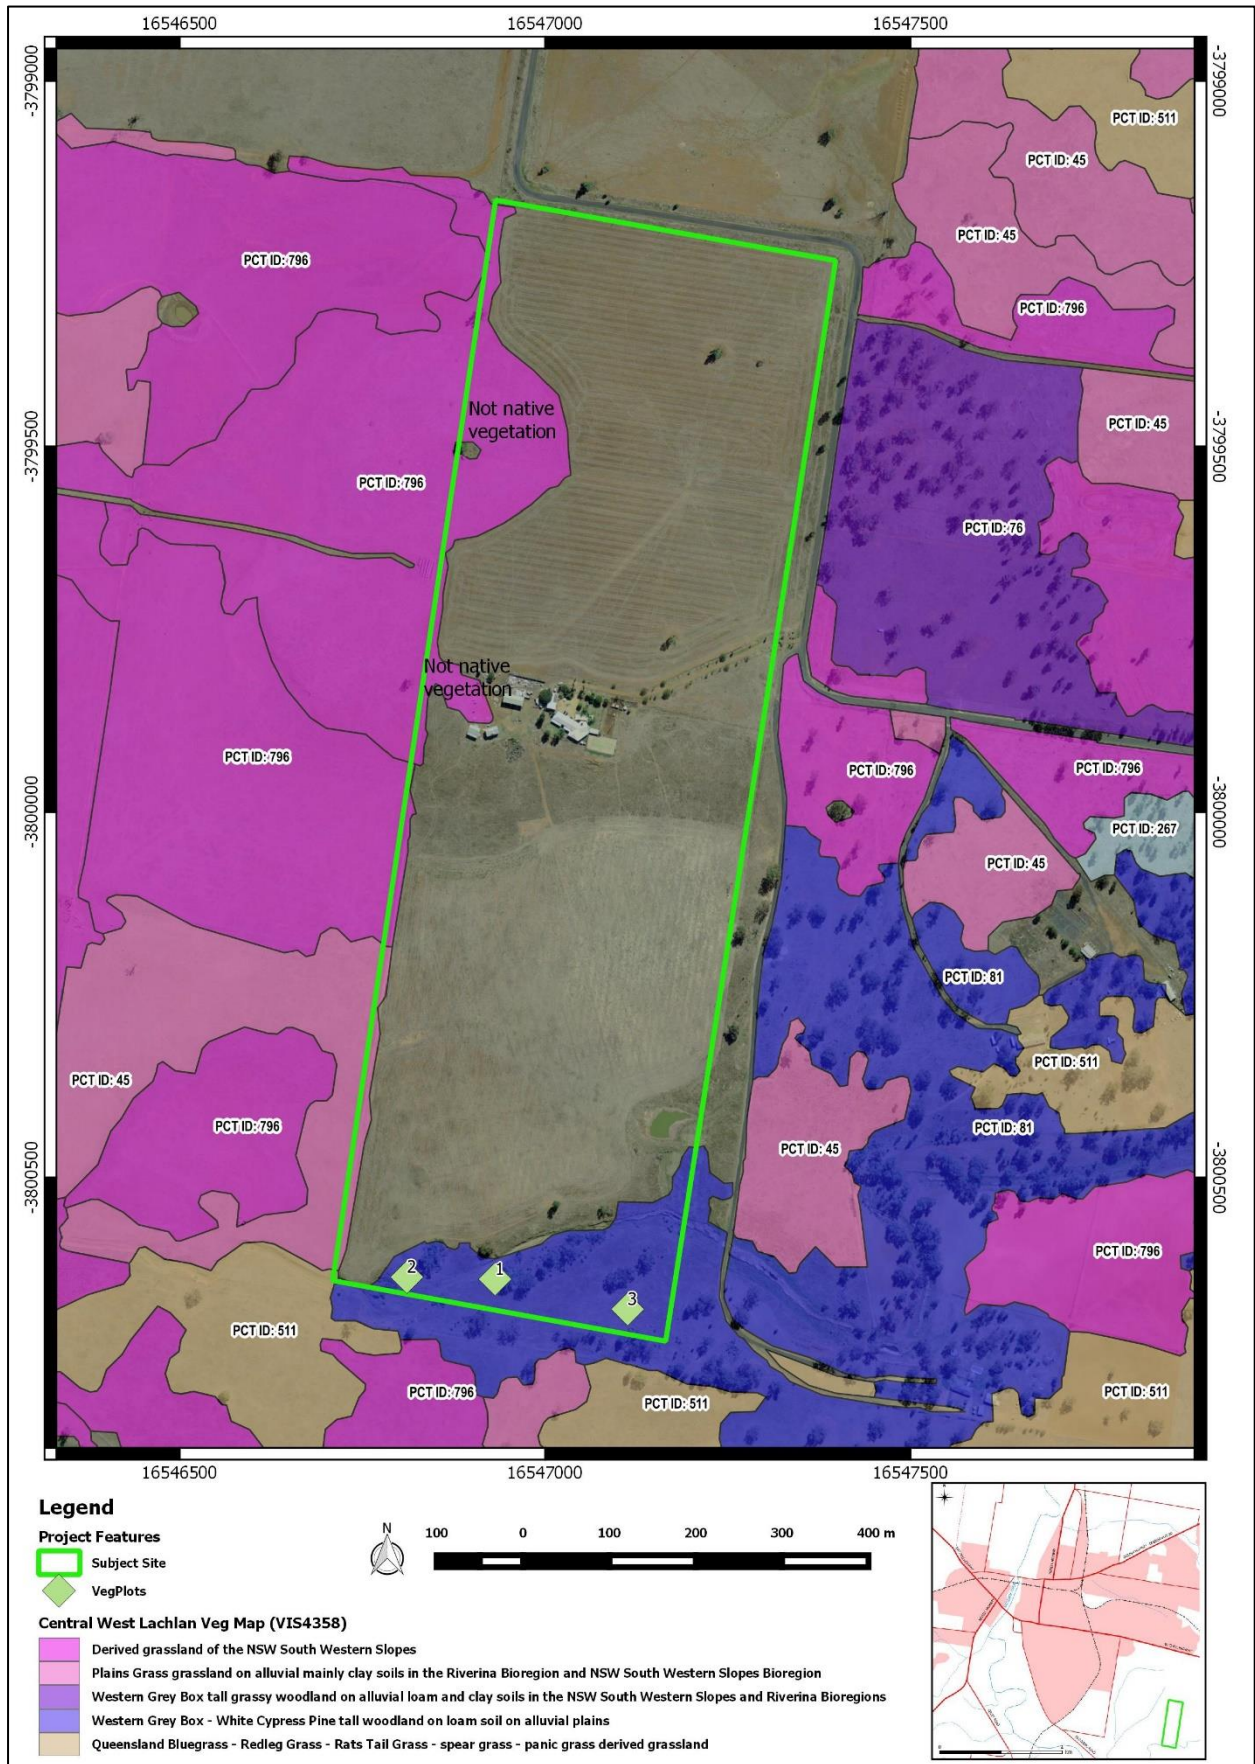 16546500 16547000 16547500
-3799000 -3799000
PCT ID: 511
PCT ID: 45
PCT ID: 45
PCT ID: 796
PCT ID: 796
PCT ID: 45
Not native
vegetation
-3799500 -3799500
PCT ID: 796
PCT ID: 76
Not native
vegetation
PCT ID: 796
PCT ID: 796
PCT ID: 796
-3800000 -3800000
PCT ID: 267
PCT ID: 45
PCT ID: 81
PCT ID: 511
PCT ID: 45
PCT ID: 796
PCT ID: 81
PCT ID: 45
-3800500 -3800500
PCT ID: 796
2 1
3
PCT ID: 511
PCT ID: 796
PCT ID: 511
PCT ID: 511
16546500 16547000 16547500
Legend
Project Features
Subject Site
VegPlots
N
100 0 100 200 300 400 m
Central West Lachlan Veg Map (VIS4358)
Derived grassland of the NSW South Western Slopes
Plains Grass grassland on alluvial mainly clay soils in the Riverina Bioregion and NSW South Western Slopes Bioregion
Western Grey Box tall grassy woodland on alluvial loam and clay soils in the NSW South Western Slopes and Riverina Bioregions
Western Grey Box - White Cypress Pine tall woodland on loam soil on alluvial plains
Queensland Bluegrass - Redleg Grass - Rats Tail Grass - spear grass - panic grass derived grassland